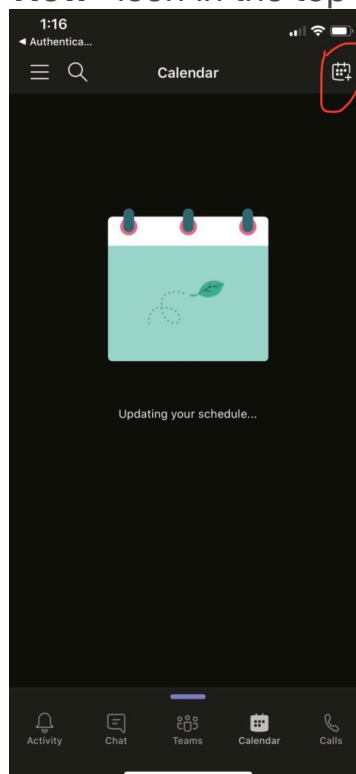 1:16
◀ Authentica...
Calendar
Updating your schedule...
Activity
Chat
Teams
Calendar
Calls